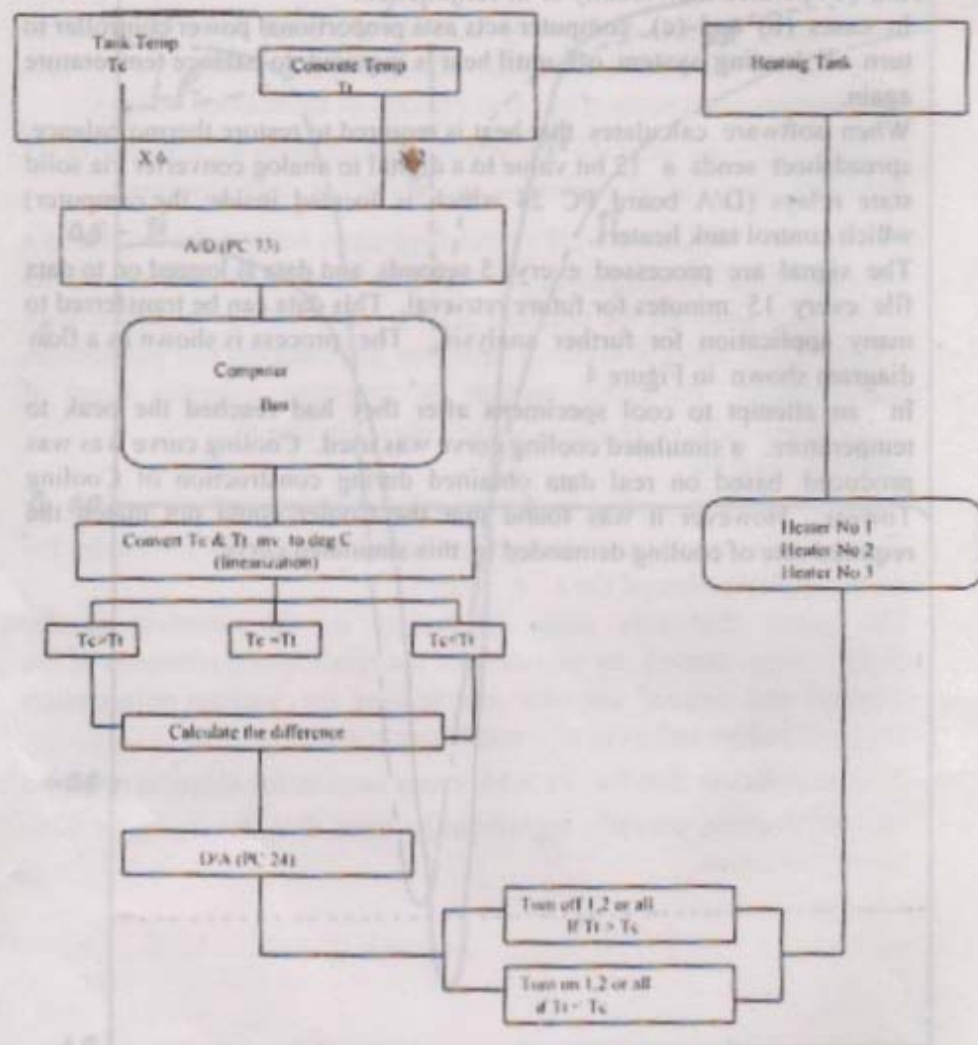 Tank Temp
Tc
Concrete Temp
Tt
Heating Tank
X 6
A/D (PC 33)
Computer
Bus
Convert Tc & Tt mv to deg C
(linearization)
Tc>Tt
Tc =Tt
Tc<Tt
Calculate the difference
D/A (PC 24)
Heater No 1
Heater No 2
Heater No 3
Turn off 1,2 or all
If Tt > Tc
Turn on 1,2 or all
if Tt < Tc
In cases (b) and (c), computer acts as a proportional power controller to
turn off heating system off until heat is required to balance temperature
again.
When software calculates that heat is required to restore thermo balance,
spreadsheet sends a 12 bit value to a digital to analog converter via solid
state relays (D/A board PC 24 which is located inside the computer)
which control tank heaters.
The signal are processed every 5 seconds and data is logged on to data
file every 15 minutes for future retrieval. This data can be transferred to
many application for further analysis. The process is shown as a flow
diagram shown in Figure 4
In an attempt to cool specimens after they had reached the peak to
temperature, a simulated cooling curve was used. Cooling curve was was
produced based on real data obtained during construction of Cooling
However it was found that the cooler could not match the
of cooling demanded by this simulated